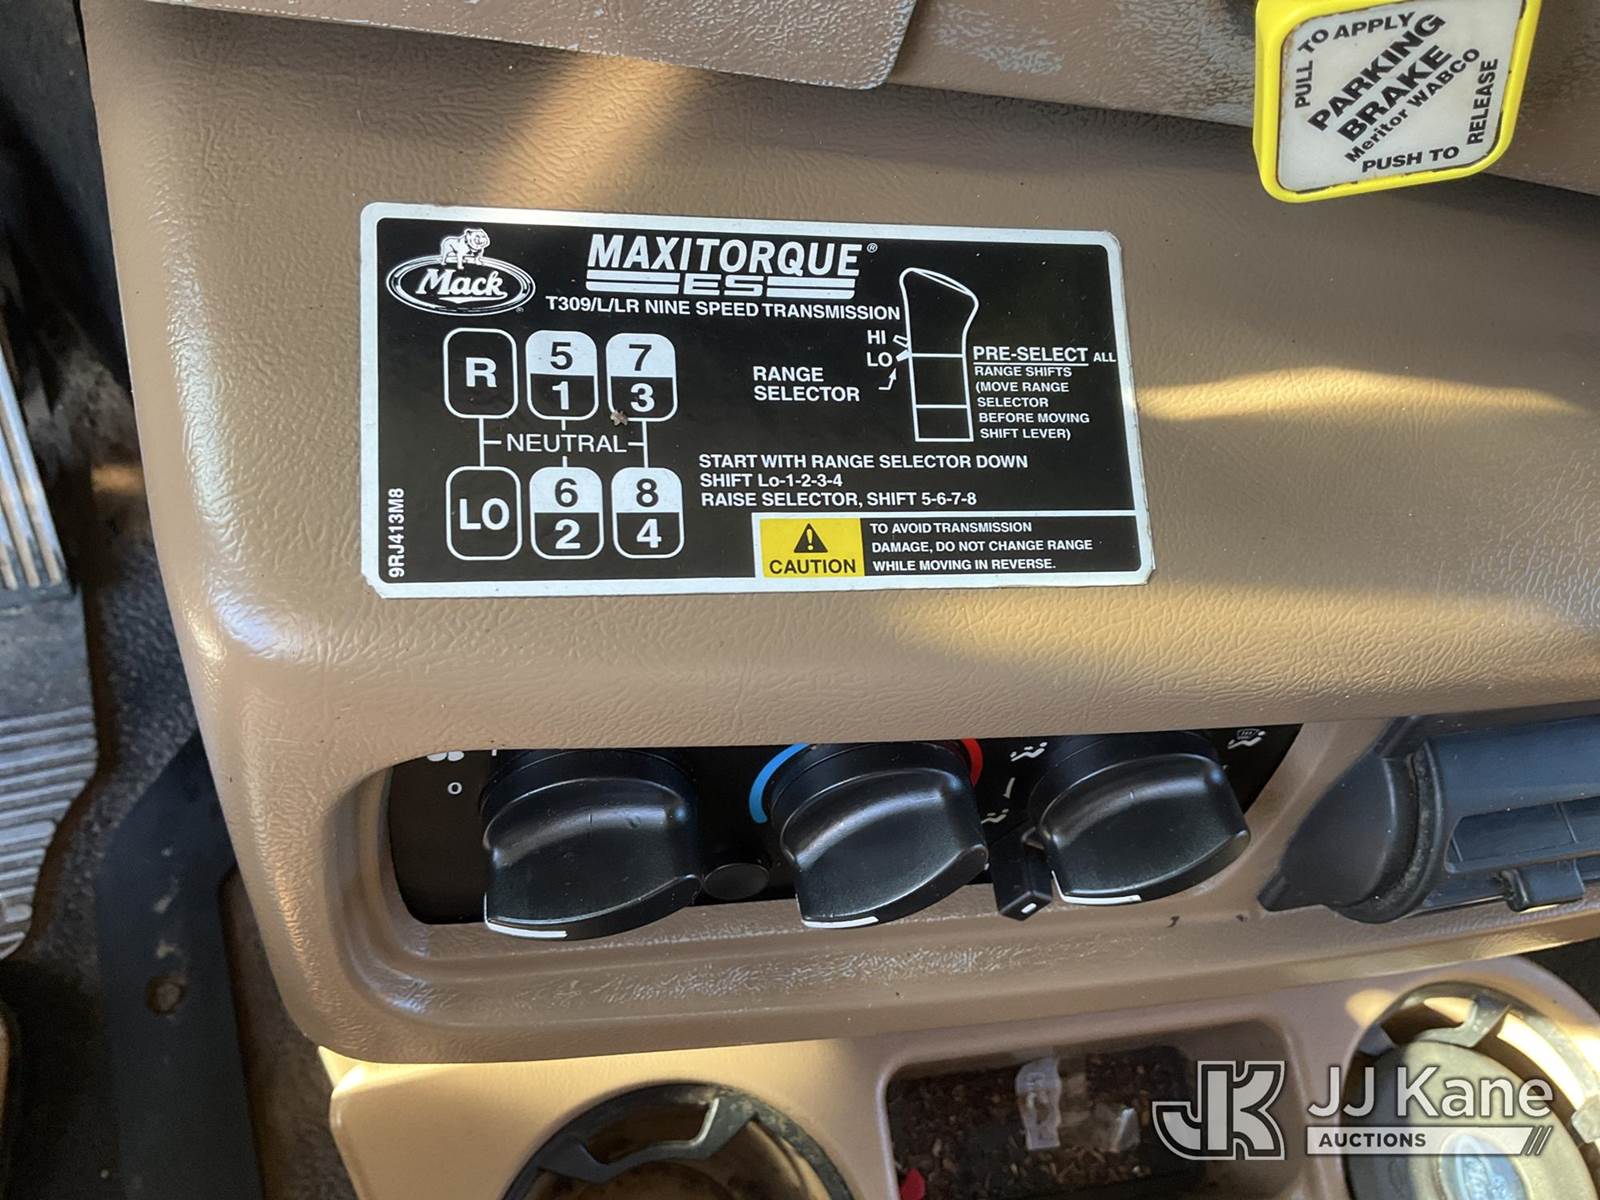 PULL TO APPLY
PARKING
BRAKE
Meritor WABCO
PUSH TO RELEASE
Mack
MAXITORQUE®
ES
T309/L/LR NINE SPEED TRANSMISSION
R
5
1
7
3
NEUTRAL
LO
6
2
8
4
9RJ413M8
HI
LO
RANGE
SELECTOR
PRE-SELECT ALL
RANGE SHIFTS
(MOVE RANGE
SELECTOR
BEFORE MOVING
SHIFT LEVER)
START WITH RANGE SELECTOR DOWN
SHIFT Lo-1-2-3-4
RAISE SELECTOR, SHIFT 5-6-7-8
CAUTION
TO AVOID TRANSMISSION
DAMAGE, DO NOT CHANGE RANGE
WHILE MOVING IN REVERSE.
O
JK
JJ Kane
AUCTIONS